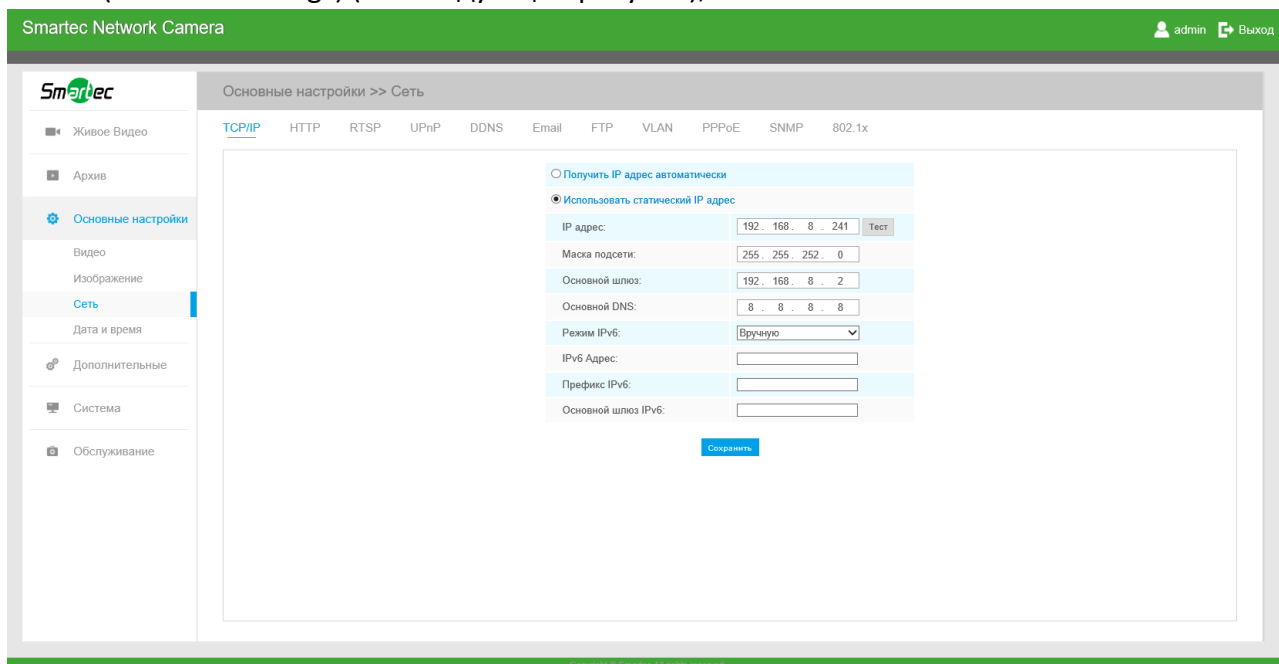 Smartec Network Camera
admin Выход
Smartec
Основные настройки >> Сеть
Живое Видео
Архив
Основные настройки
Видео
Изображение
Сеть
Дата и время
Дополнительные
Система
Обслуживание
TCP/IP HTTP RTSP UPnP DDNS Email FTP VLAN PPPoE SNMP 802.1x
Получить IP адрес автоматически
Использовать статический IP адрес
IP адрес: 192 . 168 . 8 . 241 Тест
Маска подсети: 255 . 255 . 252 . 0
Основной шлюз: 192 . 168 . 8 . 2
Основной DNS: 8 . 8 . 8 . 8
Режим IPv6: Вручную
IPv6 Адрес:
Префикс IPv6:
Основной шлюз IPv6:
Сохранить